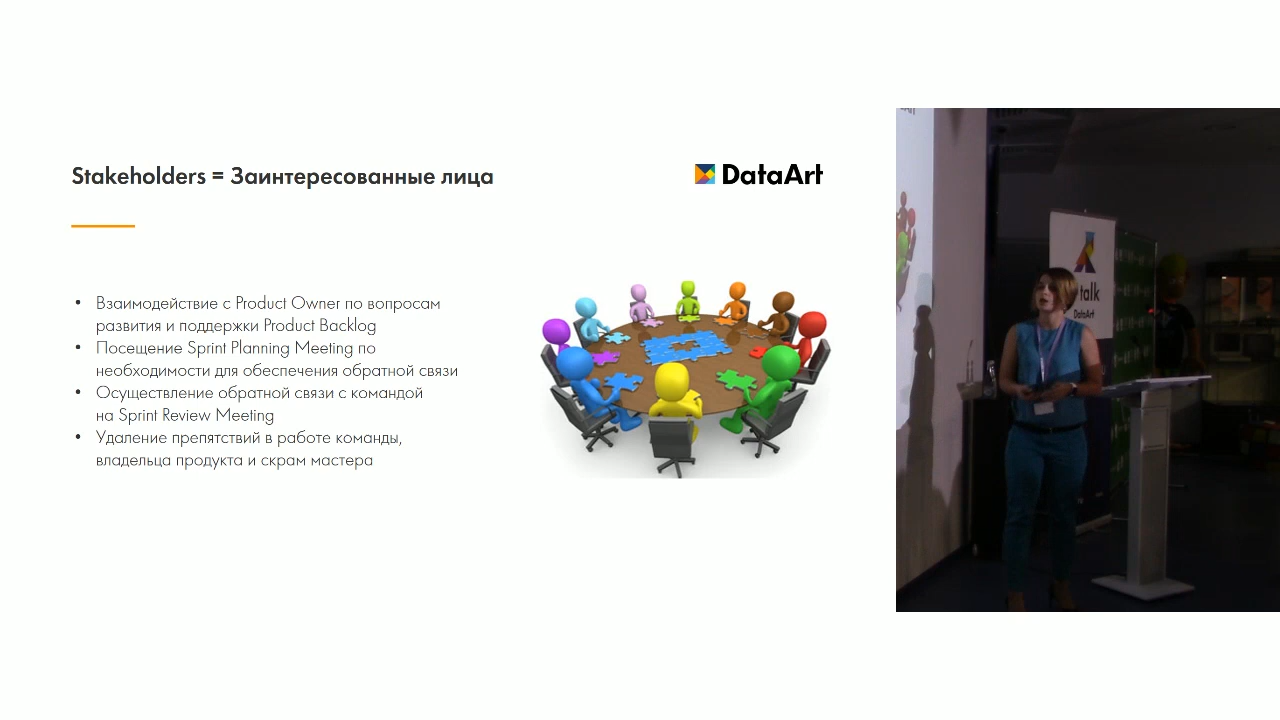 Stakeholders = Заинтересованные лица
DataArt
• Взаимодействие с Product Owner по вопросам
развития и поддержки Product Backlog
• Посещение Sprint Planning Meeting по
необходимости для обеспечения обратной связи
• Осуществление обратной связи с командой
на Sprint Review Meeting
• Удаление препятствий в работе команды,
владельца продукта и скрам мастера
talk
DataArt